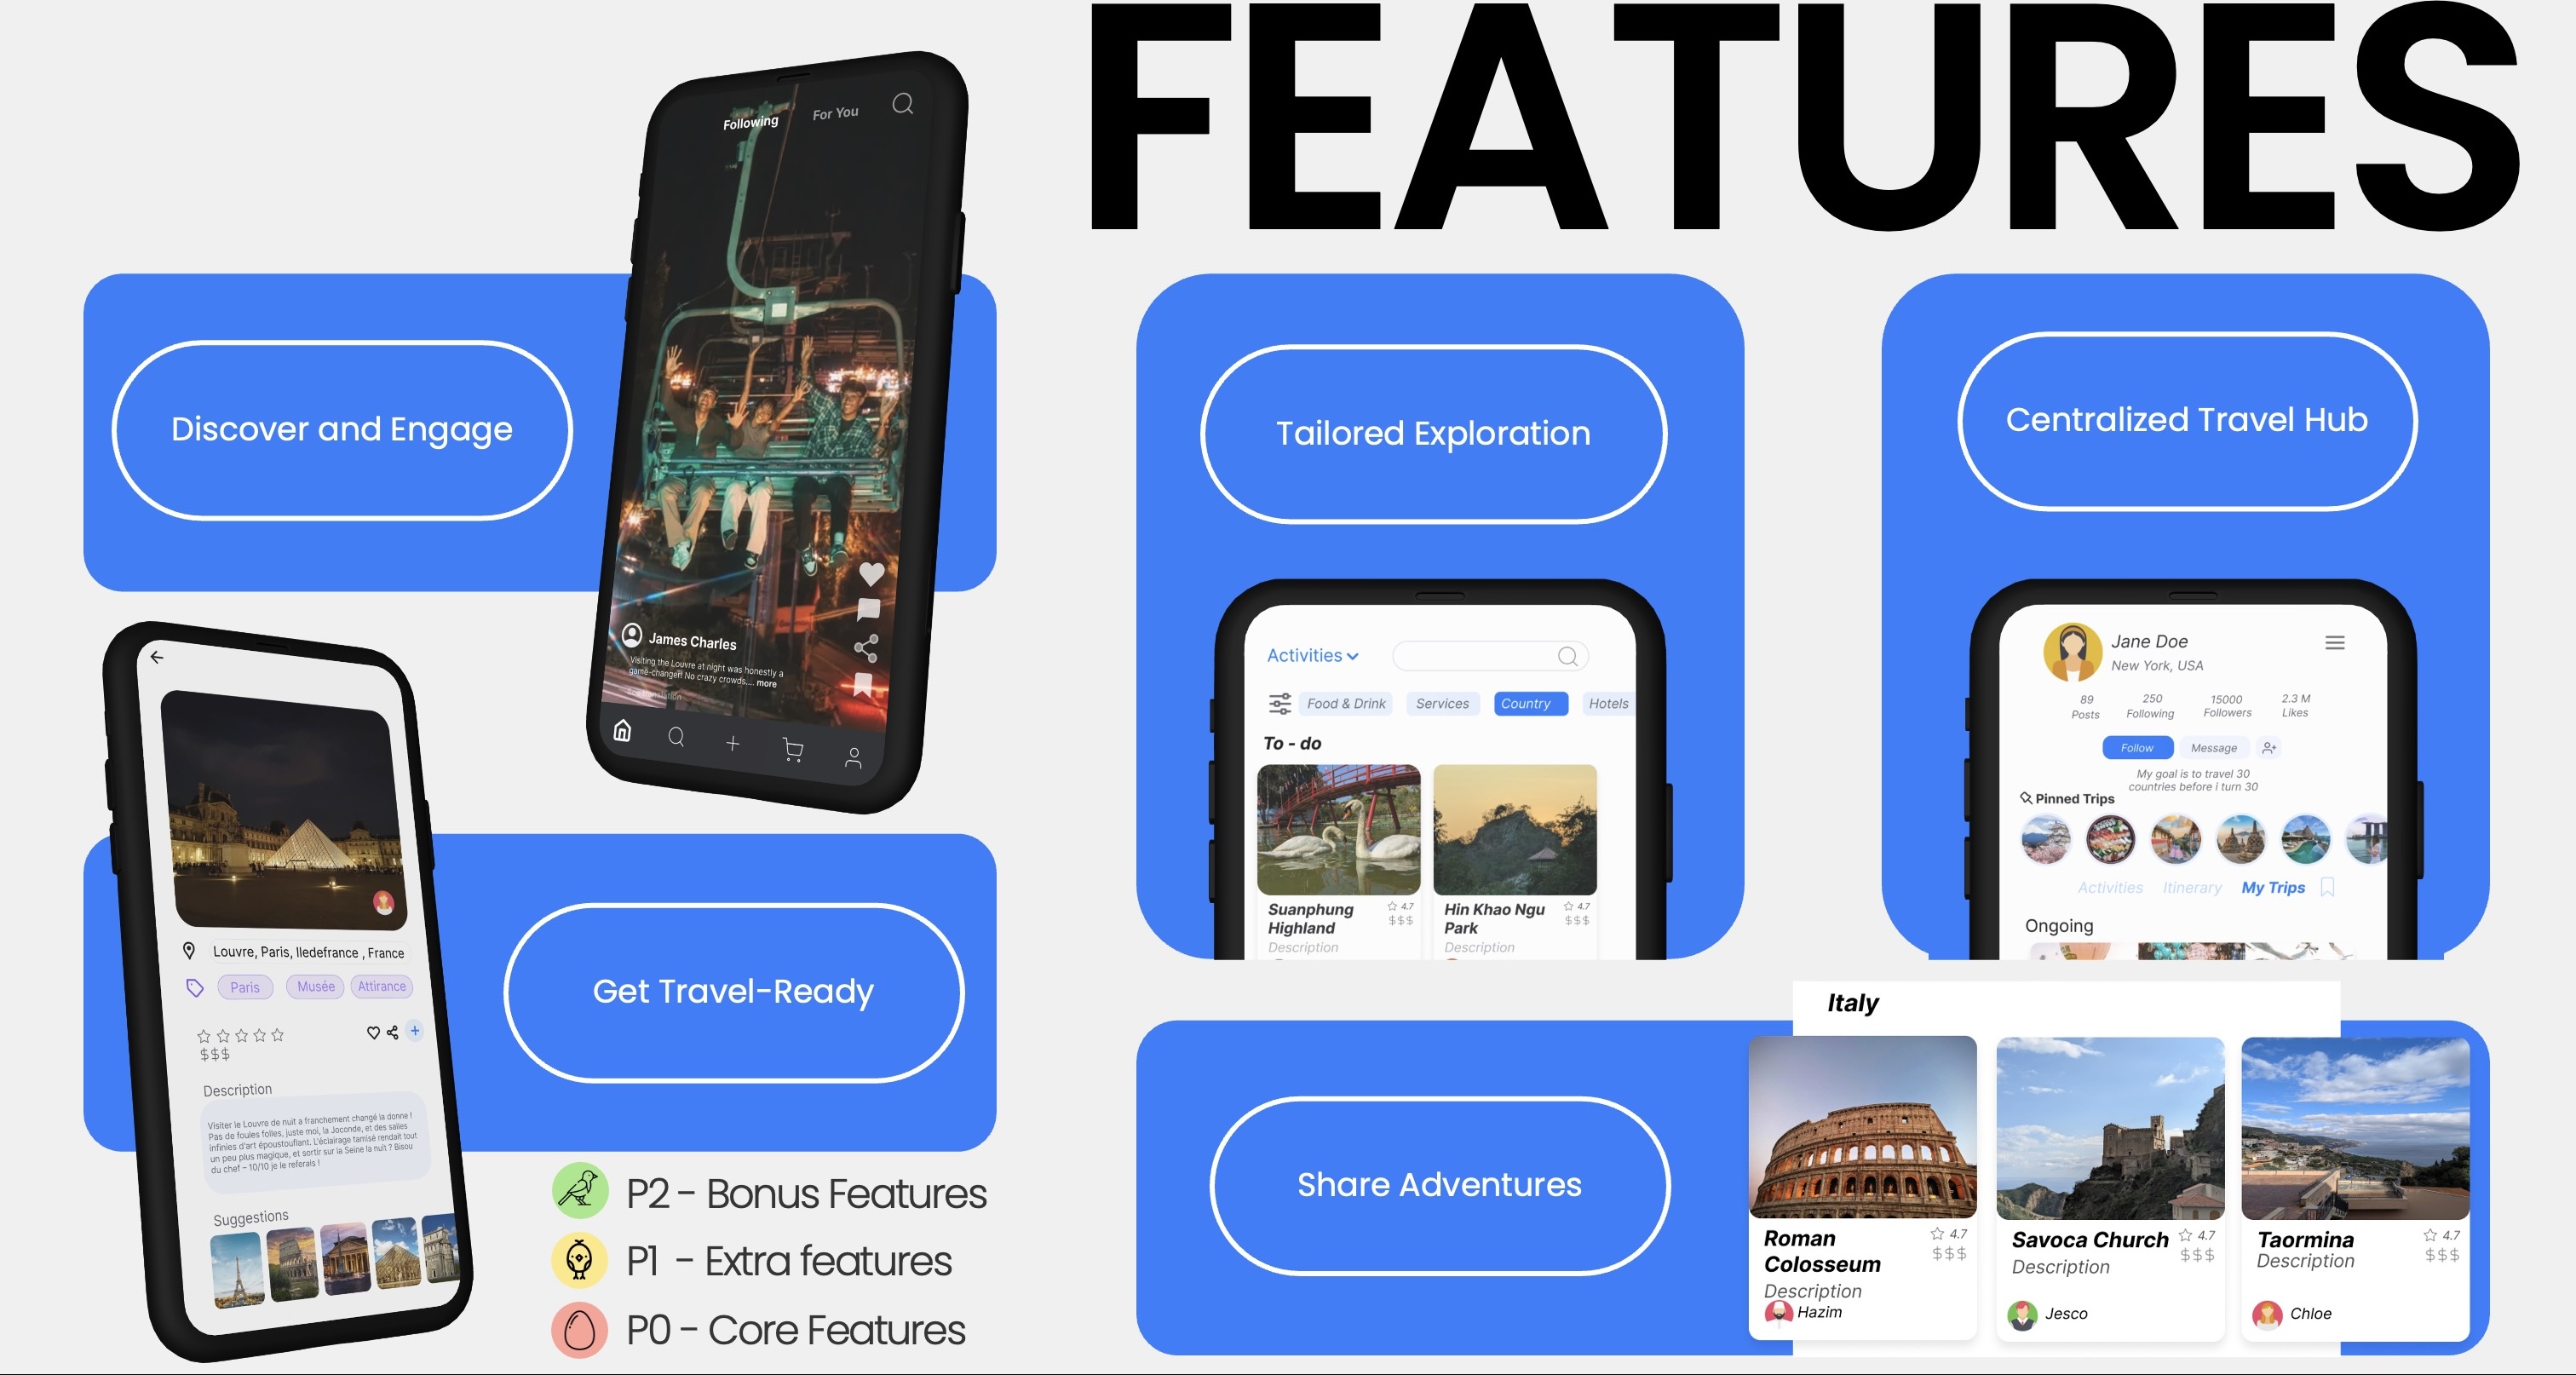 FEATURES
Discover and Engage
Following
For You
James Charles
Visiting the Louvre at night was honestly a
game-changer! No crazy crowds,... more
Get Travel-Ready
Louvre, Paris, Iledefrance , France
Paris
Musée
Attirance
$$$
Description
Visiter le Louvre de nuit a franchement changé la donne !
Pas de foules folles, juste moi, la Joconde, et des salles
infinies d'art époustouflant. L'éclairage tamisé rendait tout
un peu plus magique, et sortir sur la Seine la nuit ? Bisou
du chef – 10/10 je le referais !
Suggestions
P2 - Bonus Features
P1 - Extra features
P0 - Core Features
Tailored Exploration
Activities
Food & Drink
Services
Country
Hotels
To - do
Suanphung
Highland
4.7
$$$
Description
Hin Khao Ngu
Park
4.7
$$$
Description
Centralized Travel Hub
Jane Doe
New York, USA
89
Posts
250
Following
15000
Followers
2.3 M
Likes
Follow
Message
My goal is to travel 30
countries before i turn 30
Pinned Trips
Activities
Itinerary
My Trips
Ongoing
Share Adventures
Italy
Roman
Colosseum
4.7
$$$
Description
Hazim
Savoca Church
4.7
$$$
Description
Jesco
Taormina
4.7
$$$
Description
Chloe